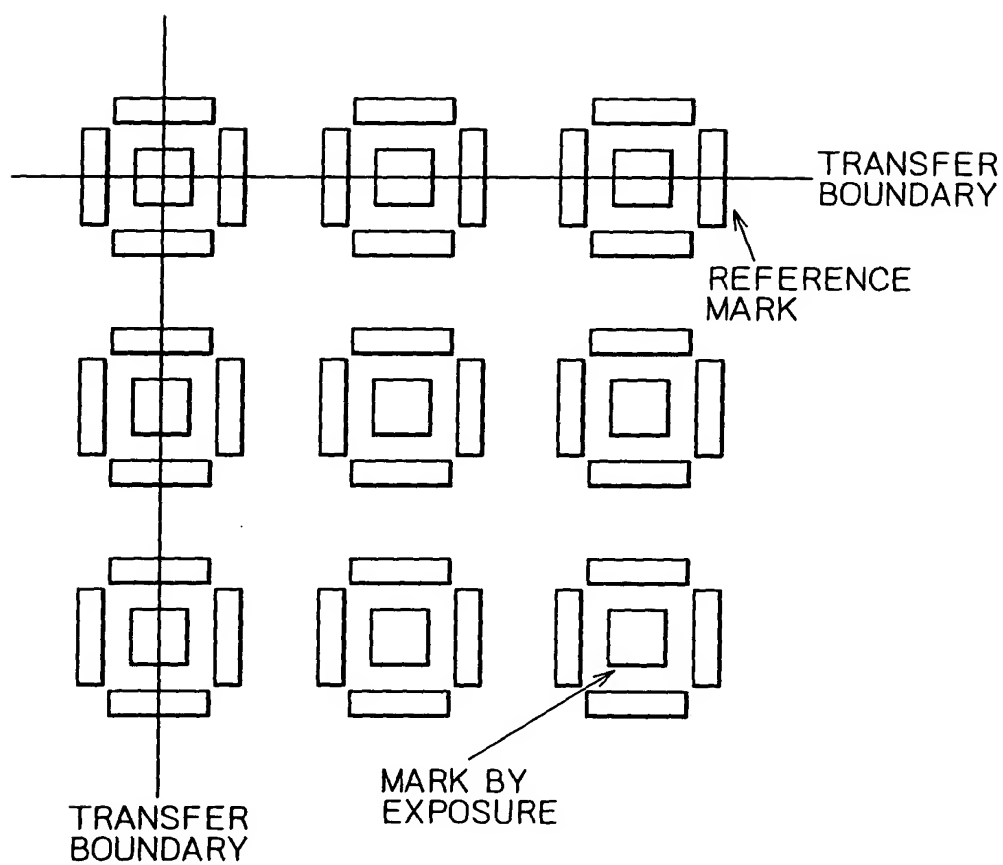 TRANSFER
BOUNDARY
REFERENCE
MARK
MARK BY
EXPOSURE
TRANSFER
BOUNDARY